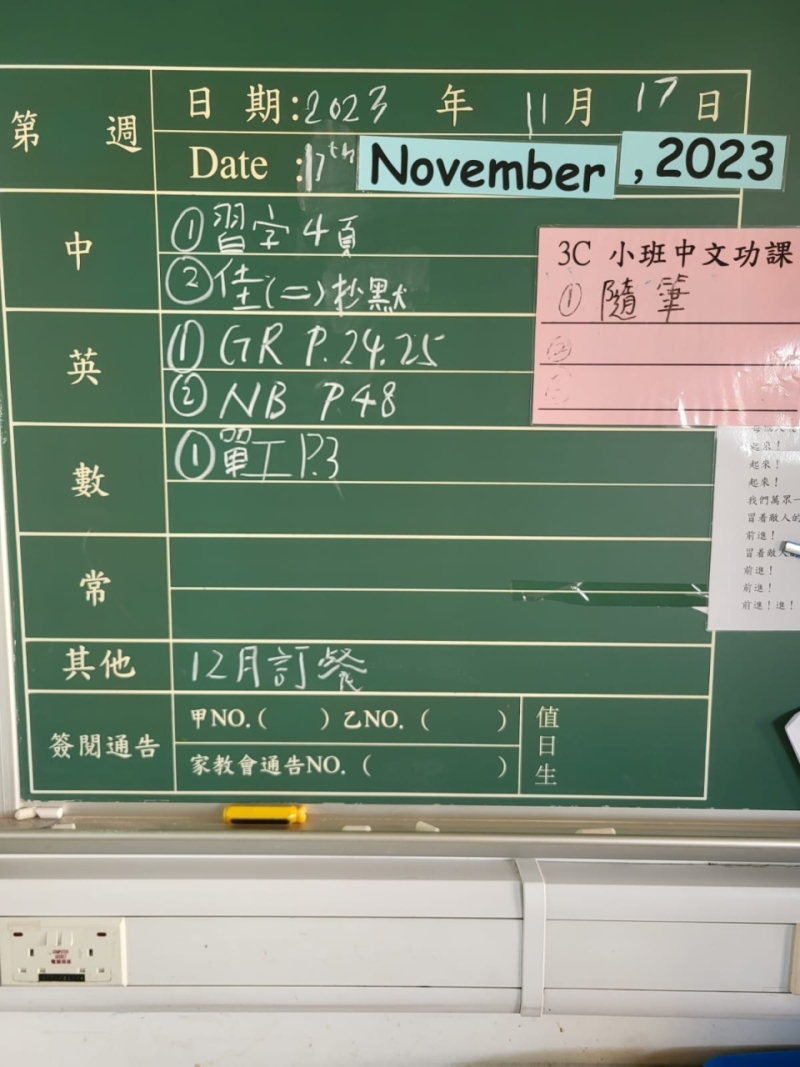 第 週
日 期:2023 年 11月 17日
Date :17th November ,2023
中
①習字4頁
②佳(二)抄默
英
① GR P.24.25
② NB P48
數
①單工P.3
常
其他
12月訂餐
簽閱通告
甲NO.( ) 乙NO. ( )
家教會通告NO. ( )
值日生
3C 小班中文功課
① 隨筆
②
起來!
起來!
我們萬眾一
冒着敵人的
前進!
冒着敵人
前進!
前進!
前進!進!